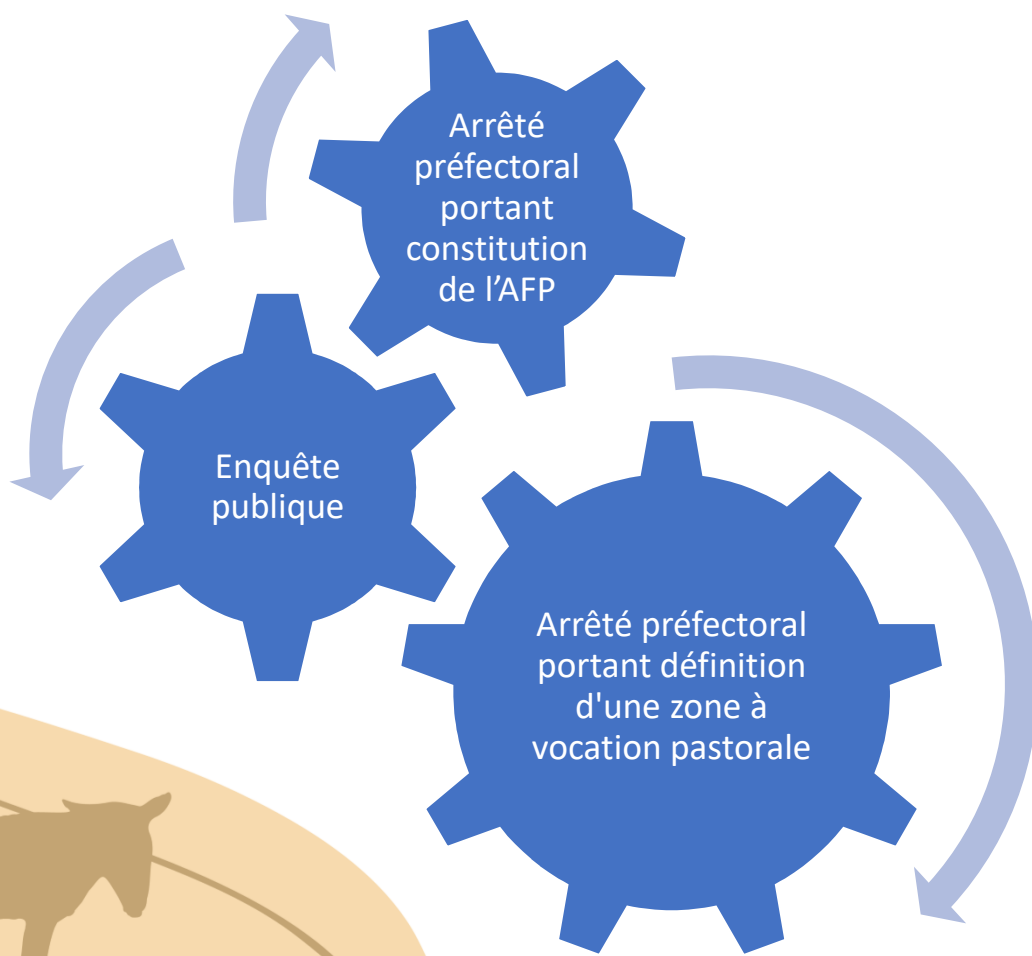 Arrêté
préfectoral
portant
constitution
de l’AFP
Enquête
publique
Arrêté préfectoral
portant définition
d'une zone à
vocation pastorale